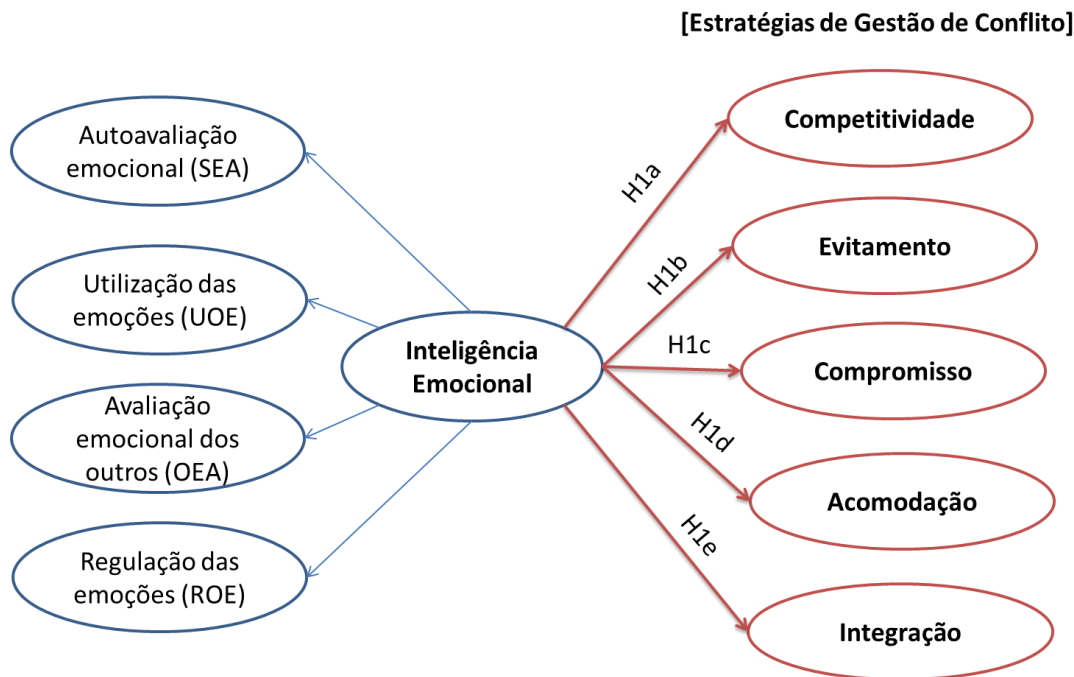 [Estratégias de Gestão de Conflito]
Autoavaliação
emocional (SEA)
Utilização das
emoções (UOE)
Avaliação
emocional dos
outros (OEA)
Regulação das
emoções (ROE)
Inteligência
Emocional
H1a
H1b
H1c
H1d
H1e
Competitividade
Evitamento
Compromisso
Acomodação
Integração